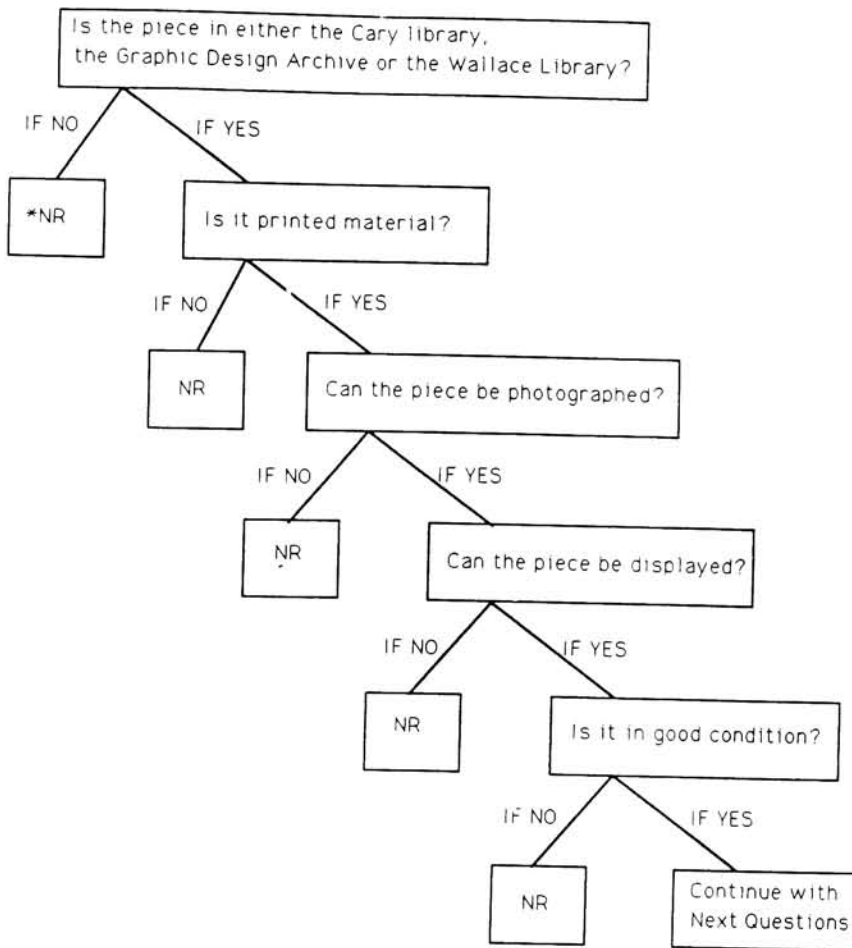 Is the piece in either the Cary library,
the Graphic Design Archive or the Wallace Library?
IF NO
IF YES
*NR
Is it printed material?
IF NO
IF YES
NR
Can the piece be photographed?
IF NO
IF YES
NR
Can the piece be displayed?
IF NO
IF YES
NR
Is it in good condition?
IF NO
IF YES
NR
Continue with
Next Questions